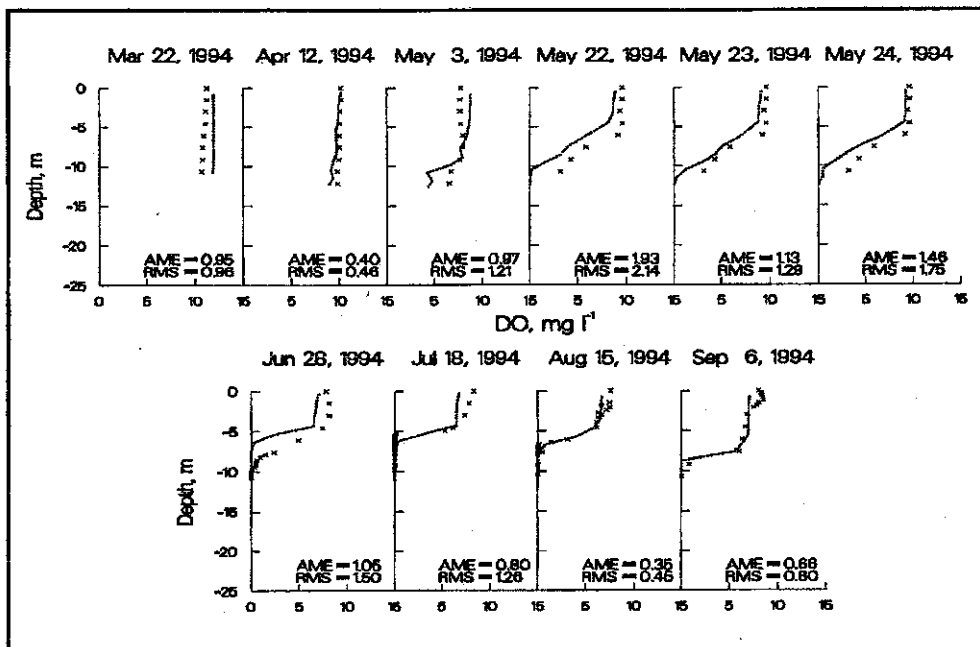 Mar 22, 1994 Apr 12, 1994 May 3, 1994 May 22, 1994 May 23, 1994 May 24, 1994
0
-5
-10
-15
-20
-25
Depth, m
AME = 0.95 AME = 0.40 AME = 0.97 AME = 1.93 AME = 1.13 AME = 1.46
RMS = 0.96 RMS = 0.46 RMS = 1.21 RMS = 2.14 RMS = 1.29 RMS = 1.75
0 5 10 15 5 10 15 5 10 15 5 10 15 5 10 15 5 10 15
DO, mg l-1
Jun 28, 1994 Jul 18, 1994 Aug 15, 1994 Sep 6, 1994
0
-5
-10
-15
-20
-25
Depth, m
AME = 1.05 AME = 0.80 AME = 0.35 AME = 0.66
RMS = 1.50 RMS = 1.26 RMS = 0.45 RMS = 0.80
0 5 10 15 5 10 15 5 10 15 5 10 15